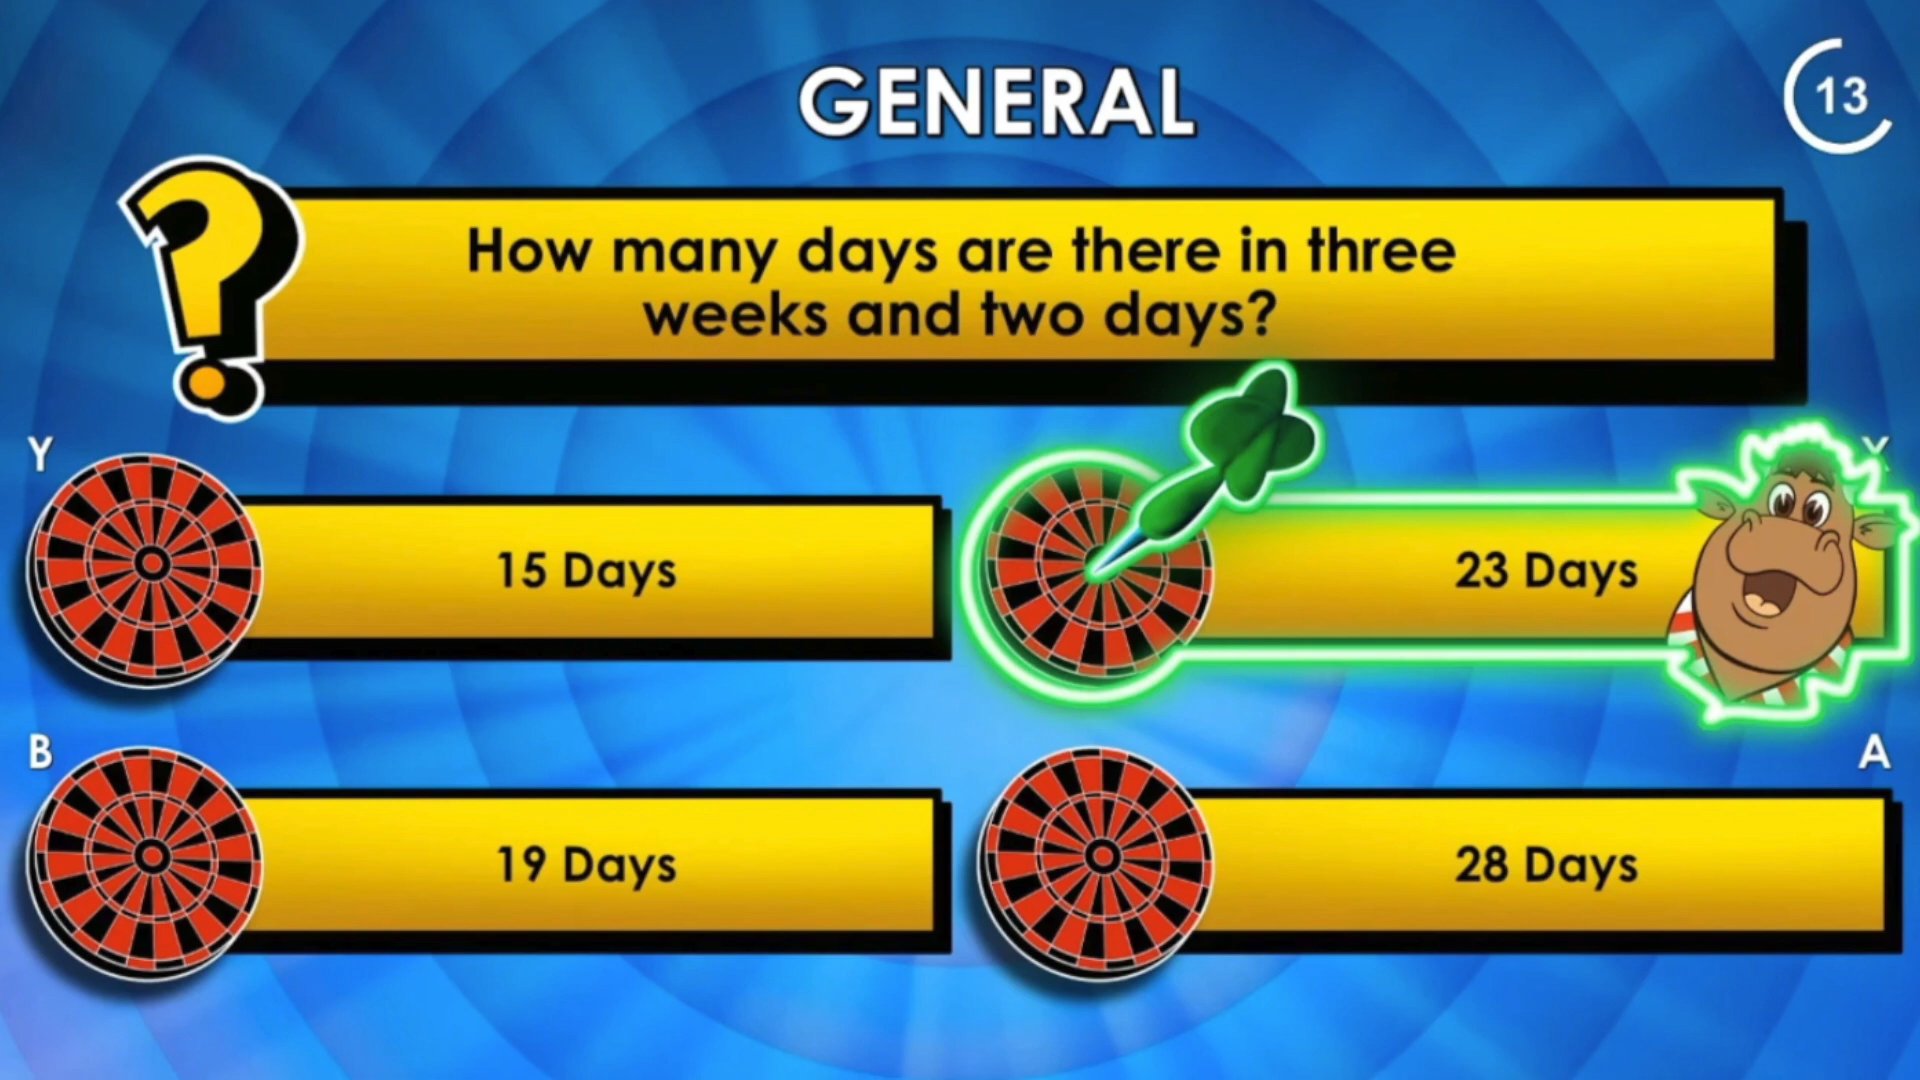 GENERAL
13
How many days are there in three
weeks and two days?
Y
15 Days
X
23 Days
B
19 Days
A
28 Days